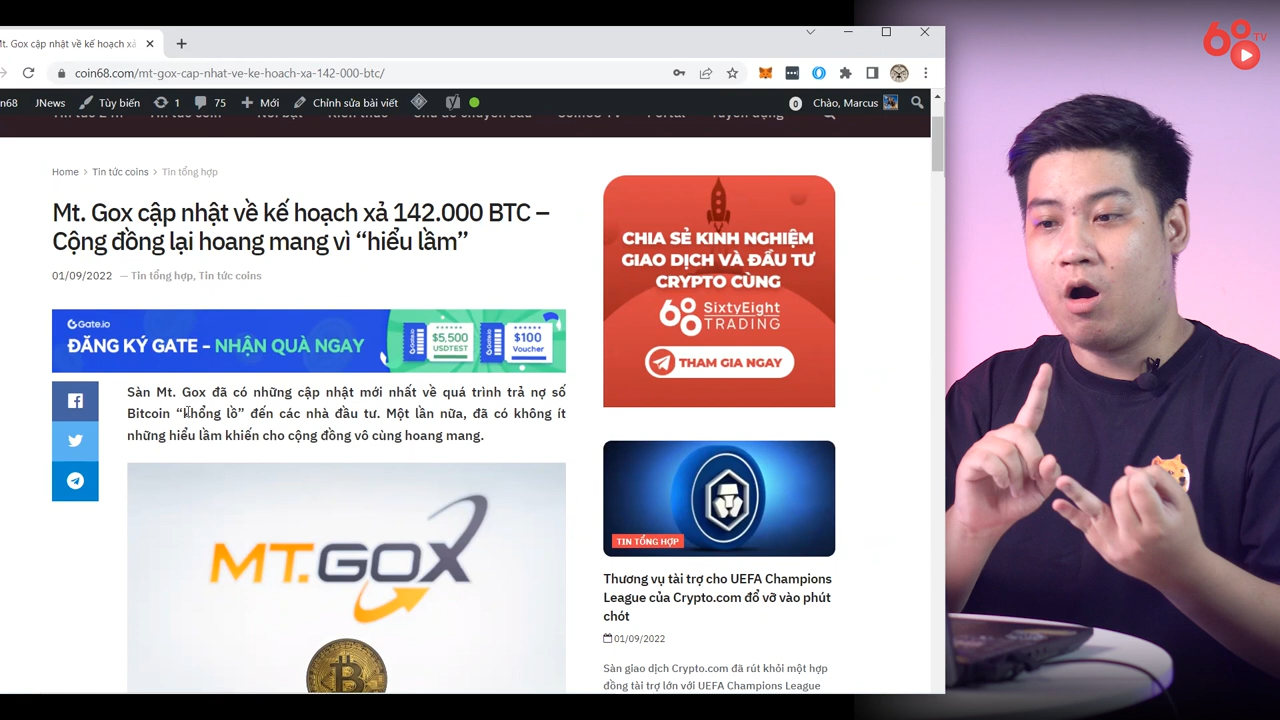 Mt. Gox cập nhật về kế hoạch xả
coin68.com/mt-gox-cap-nhat-ve-ke-hoach-xa-142-000-btc/
JNews Tùy biến 1 75 Mới Chỉnh sửa bài viết 0 Chào, Marcus
Home > Tin tức coins > Tin tổng hợp
Mt. Gox cập nhật về kế hoạch xả 142.000 BTC –
Cộng đồng lại hoang mang vì “hiểu lầm”
01/09/2022 — Tin tổng hợp, Tin tức coins
Gate.io
ĐĂNG KÝ GATE – NHẬN QUÀ NGAY
$5,500
USDTEST
$100
Voucher
Sàn Mt. Gox đã có những cập nhật mới nhất về quá trình trả nợ số
Bitcoin “khổng lồ” đến các nhà đầu tư. Một lần nữa, đã có không ít
những hiểu lầm khiến cho cộng đồng vô cùng hoang mang.
MT.GOX
CHIA SẺ KINH NGHIỆM
GIAO DỊCH VÀ ĐẦU TƯ
CRYPTO CÙNG
SixtyEight
TRADING
THAM GIA NGAY
TIN TỔNG HỢP
Thương vụ tài trợ cho UEFA Champions
League của Crypto.com đổ vỡ vào phút
chót
01/09/2022
Sàn giao dịch Crypto.com đã rút khỏi một hợp
đồng tài trợ lớn với UEFA Champions League
68 TV